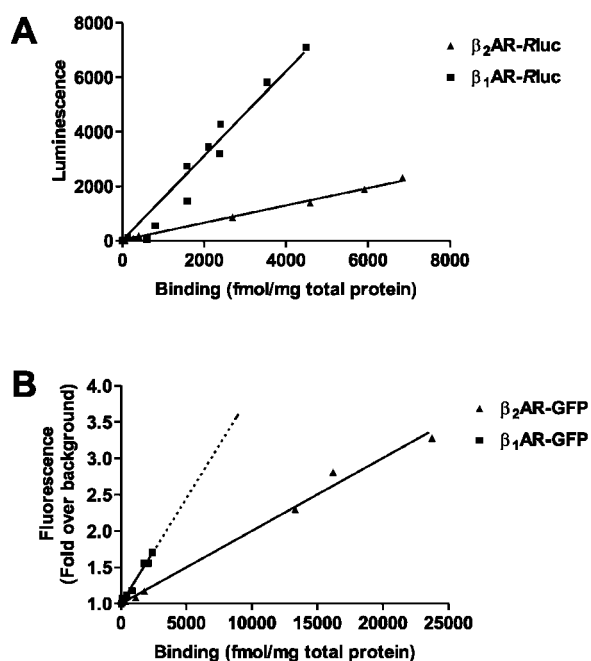 A
8000
6000
4000
2000
0
Luminescence
0 2000 4000 6000 8000
Binding (fmol/mg total protein)
β₂AR-Rluc
β₁AR-Rluc
B
4.0
3.5
3.0
2.5
2.0
1.5
1.0
Fluorescence
(Fold over background)
0 5000 10000 15000 20000 25000
Binding (fmol/mg total protein)
β₂AR-GFP
β₁AR-GFP